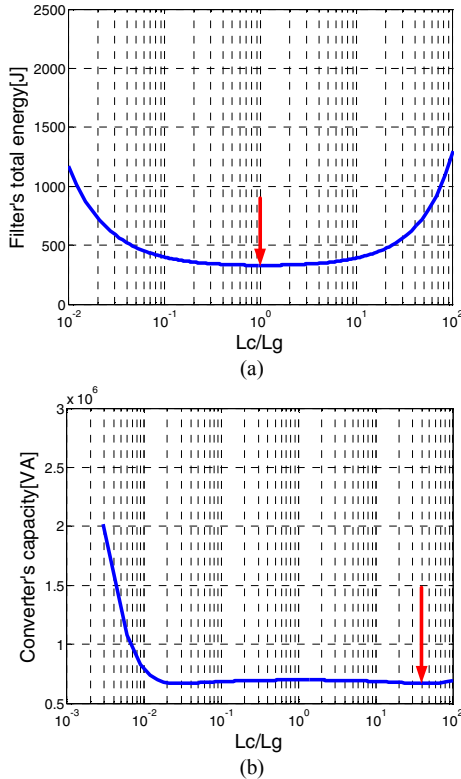 2500
2000
1500
1000
500
0
Filter's total energy[J]
10^-2 10^-1 10^0 10^1 10^2
Lc/Lg
(a)
x 10^6
3
2.5
2
1.5
1
0.5
Converter's capacity[VA]
10^-3 10^-2 10^-1 10^0 10^1 10^2
Lc/Lg
(b)